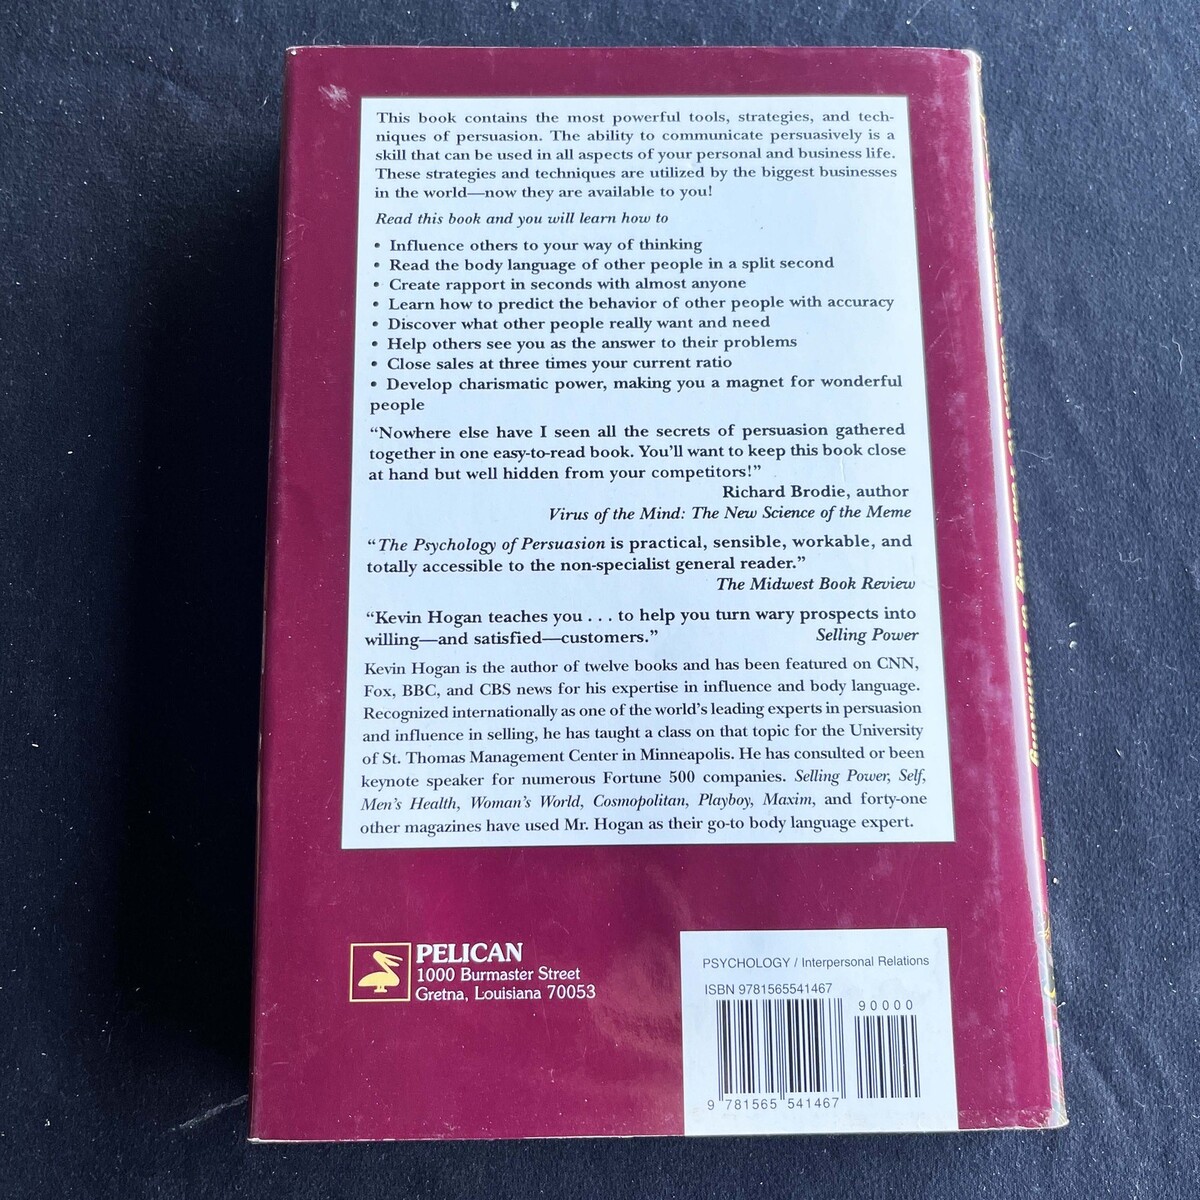 This book contains the most powerful tools, strategies, and tech-
niques of persuasion. The ability to communicate persuasively is a
skill that can be used in all aspects of your personal and business life.
These strategies and techniques are utilized by the biggest businesses
in the world—now they are available to you!
Read this book and you will learn how to
• Influence others to your way of thinking
• Read the body language of other people in a split second
• Create rapport in seconds with almost anyone
• Learn how to predict the behavior of other people with accuracy
• Discover what other people really want and need
• Help others see you as the answer to their problems
• Close sales at three times your current ratio
• Develop charismatic power, making you a magnet for wonderful
people
“Nowhere else have I seen all the secrets of persuasion gathered
together in one easy-to-read book. You’ll want to keep this book close
at hand but well hidden from your competitors!”
Richard Brodie, author
Virus of the Mind: The New Science of the Meme
“The Psychology of Persuasion is practical, sensible, workable, and
totally accessible to the non-specialist general reader.”
The Midwest Book Review
“Kevin Hogan teaches you . . . to help you turn wary prospects into
willing—and satisfied—customers.” Selling Power
Kevin Hogan is the author of twelve books and has been featured on CNN,
Fox, BBC, and CBS news for his expertise in influence and body language.
Recognized internationally as one of the world’s leading experts in persuasion
and influence in selling, he has taught a class on that topic for the University
of St. Thomas Management Center in Minneapolis. He has consulted or been
keynote speaker for numerous Fortune 500 companies. Selling Power, Self,
Men’s Health, Woman’s World, Cosmopolitan, Playboy, Maxim, and forty-one
other magazines have used Mr. Hogan as their go-to body language expert.
PELICAN
1000 Burmaster Street
Gretna, Louisiana 70053
PSYCHOLOGY / Interpersonal Relations
ISBN 9781565541467
90000
9 781565 541467